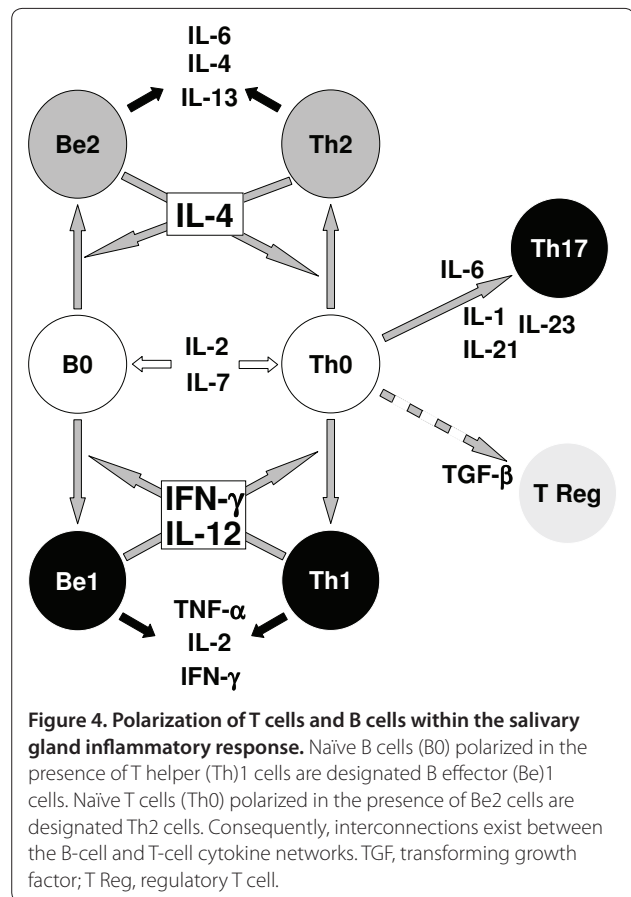 IL-6
IL-4
IL-13
Be2
Th2
IL-4
Th17
IL-6
IL-1
IL-23
IL-21
B0
IL-2
IL-7
Th0
TGF-β
T Reg
IFN-γ
IL-12
Be1
Th1
TNF-α
IL-2
IFN-γ
Figure 4. Polarization of T cells and B cells within the salivary
gland inflammatory response. Naïve B cells (B0) polarized in the
presence of T helper (Th)1 cells are designated B effector (Be)1
cells. Naïve T cells (Th0) polarized in the presence of Be2 cells are
designated Th2 cells. Consequently, interconnections exist between
the B-cell and T-cell cytokine networks. TGF, transforming growth
factor; T Reg, regulatory T cell.